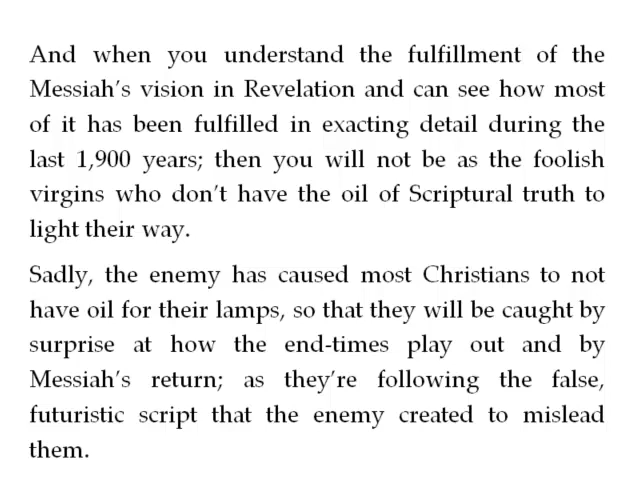 And when you understand the fulfillment of the
Messiah's vision in Revelation and can see how most
of it has been fulfilled in exacting detail during the
last 1,900 years; then you will not be as the foolish
virgins who don't have the oil of Scriptural truth to
light their way.
Sadly, the enemy has caused most Christians to not
have oil for their lamps, so that they will be caught by
surprise at how the end-times play out and by
Messiah's return; as they're following the false,
futuristic script that the enemy created to mislead
them.